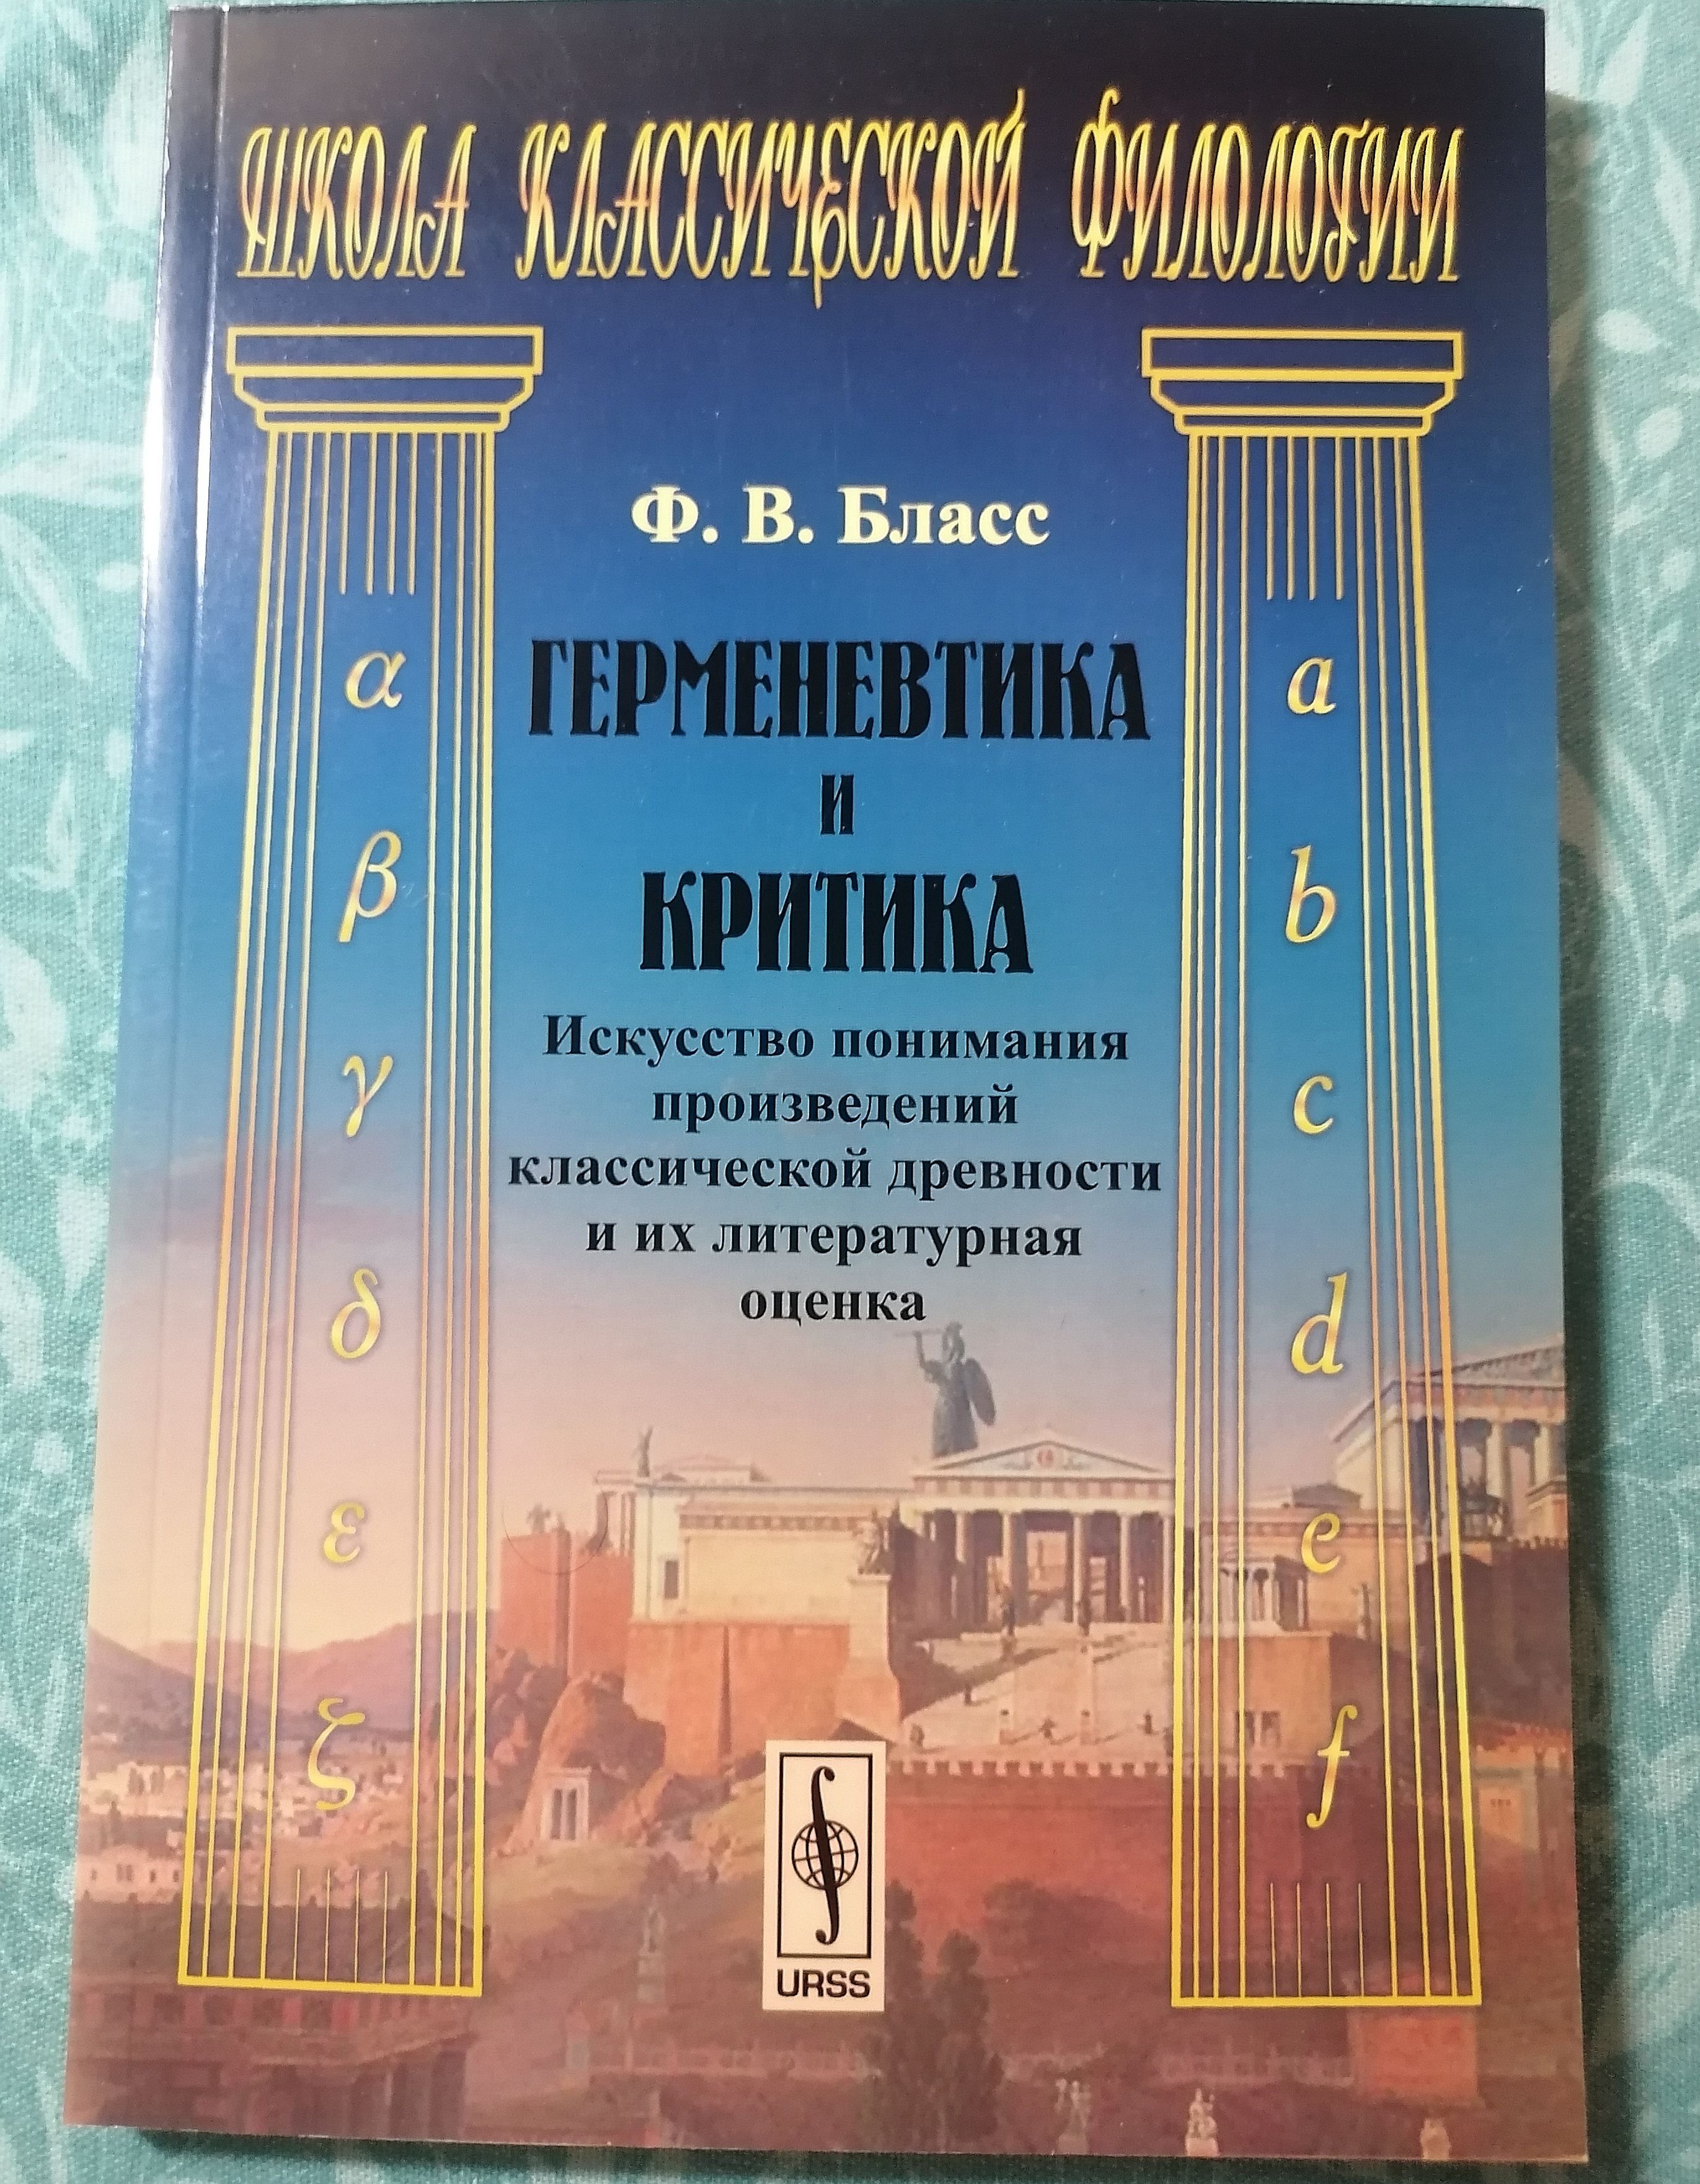 ШКОЛА КЛАССИЧЕСКОЙ ФИЛОЛОГИИ
Ф. В. Бласс
ГЕРМЕНЕВТИКА
И
КРИТИКА
Искусство понимания
произведений
классической древности
и их литературная
оценка
α
β
γ
δ
ε
ζ
a
b
c
d
e
f
URSS